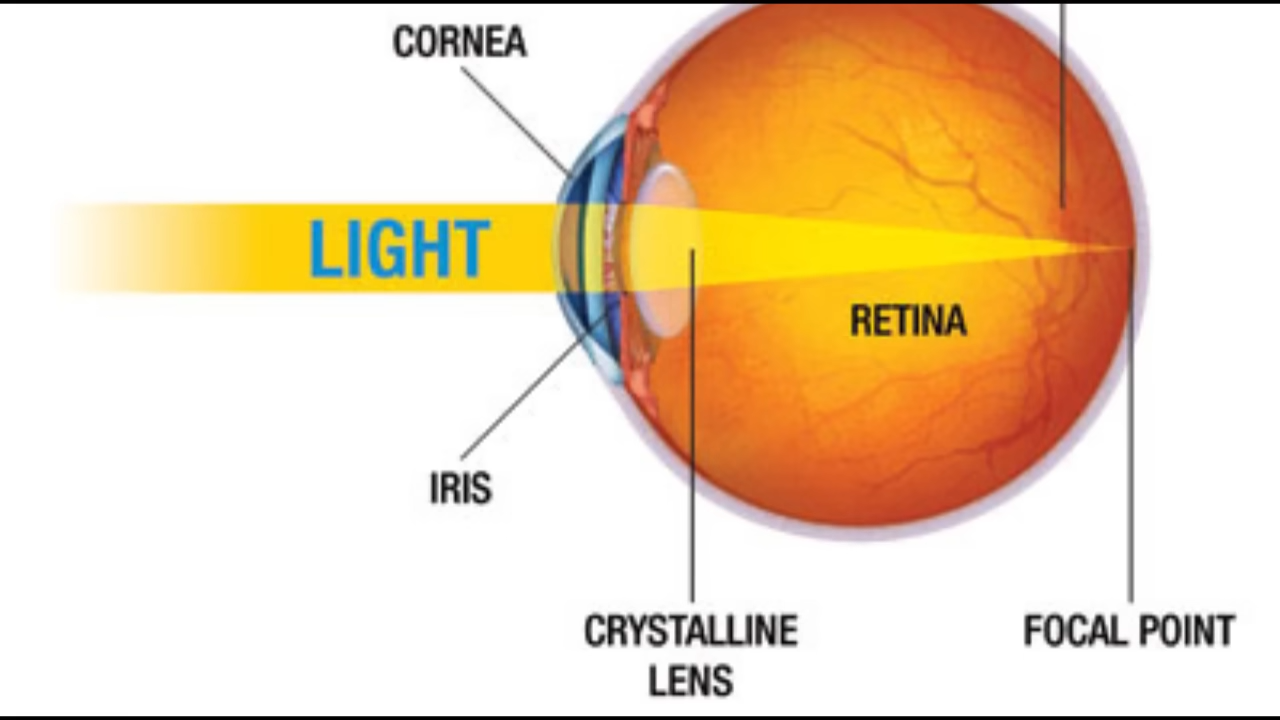 CORNEA
LIGHT
RETINA
IRIS
CRYSTALLINE
LENS
FOCAL POINT